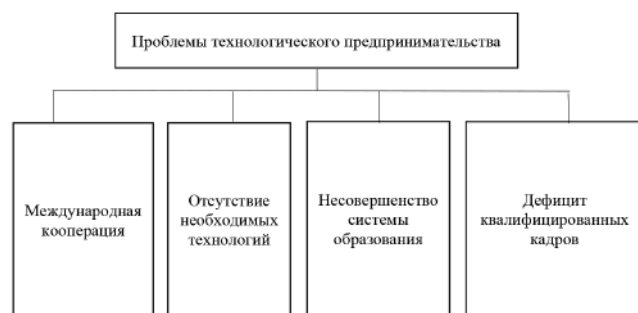 Проблемы технологического предпринимательства
Международная
кооперация
Отсутствие
необходимых
технологий
Несовершенство
системы
образования
Дефицит
квалифицированных
кадров